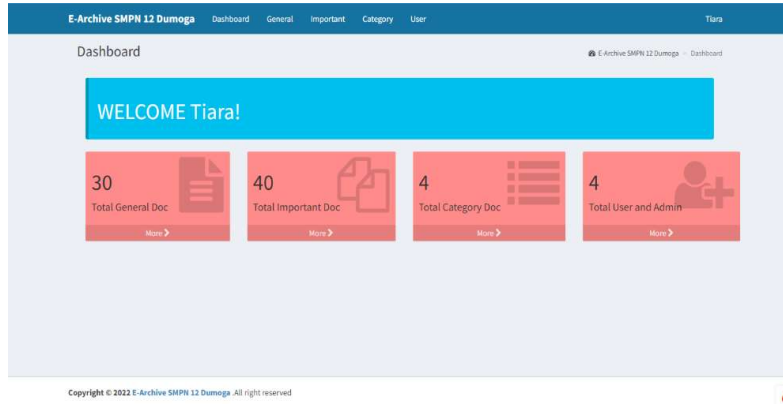 E-Archive SMPN 12 Dumoga Dashboard General Important Category User Tiara
Dashboard
E-Archive SMPN 12 Dumoga Dashboard
WELCOME Tiara!
30 40 4 4
Total General Doc Total Important Doc Total Category Doc Total User and Admin
More More More More
Copyright © 2022 E-Archive SMPN 12 Dumoga .All right reserved